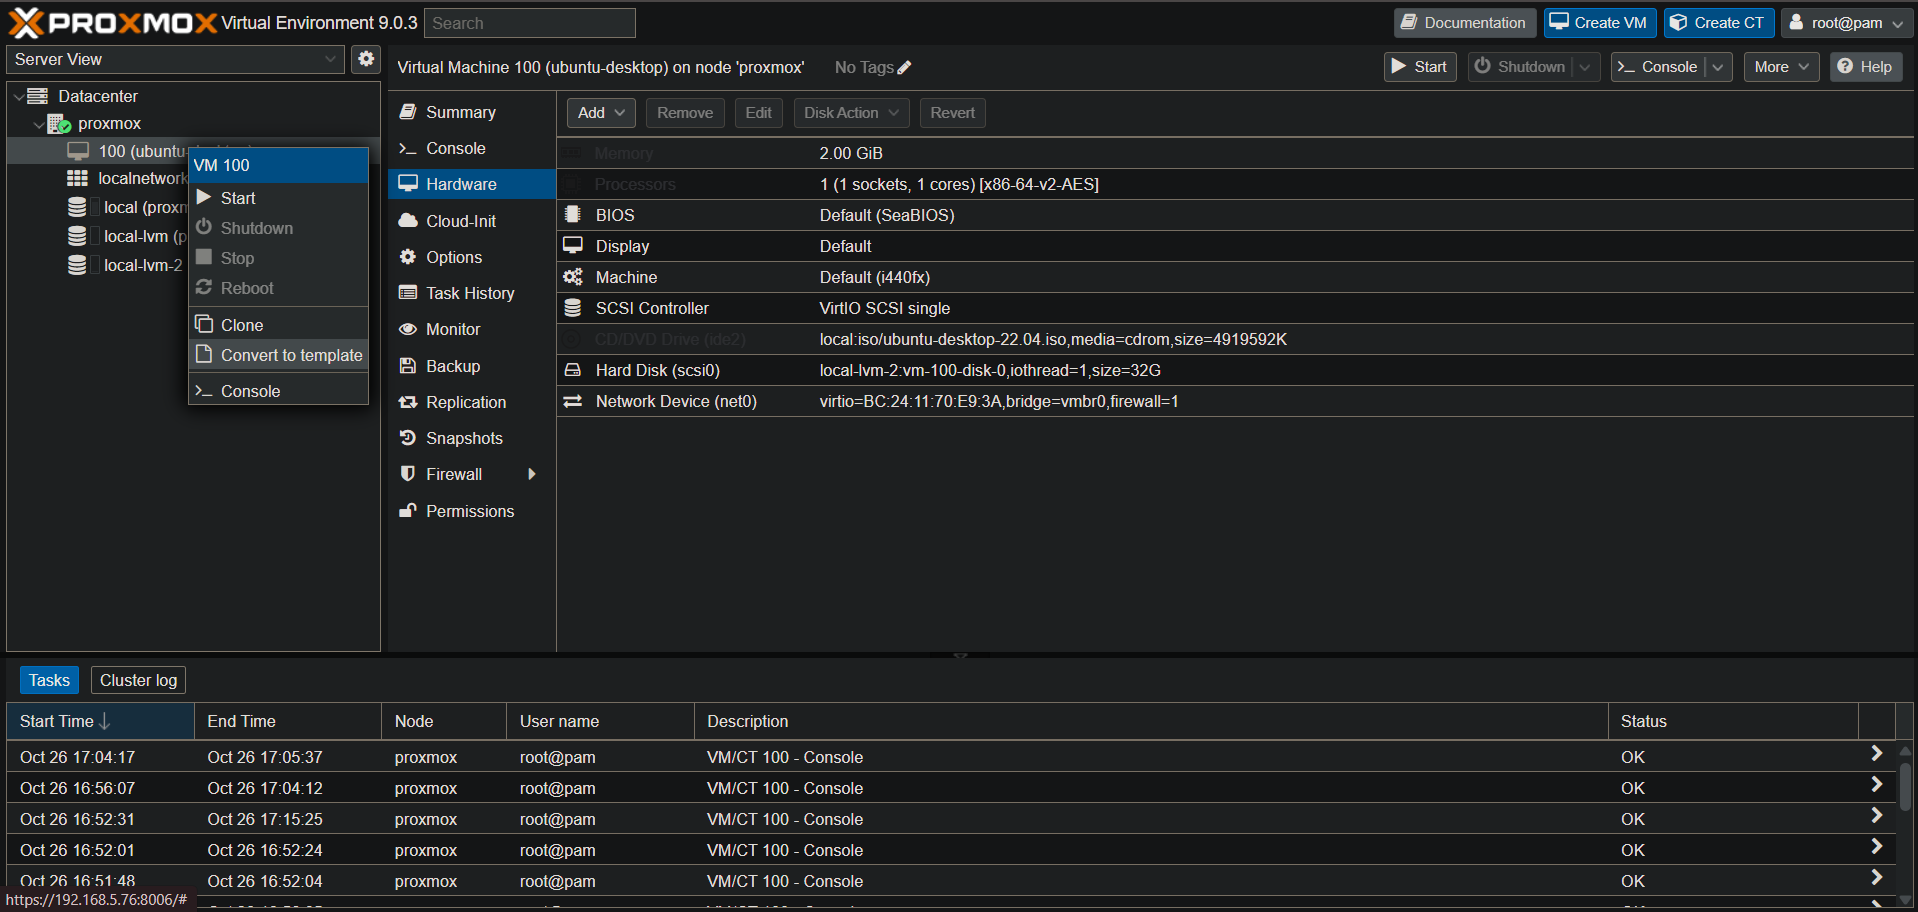 PROXMOX Virtual Environment 9.0.3 Search Documentation Create VM Create CT root@pam
Server View
Virtual Machine 100 (ubuntu-desktop) on node 'proxmox' No Tags Start Shutdown Console More Help
Datacenter
proxmox
100 (ubuntu-
localnetwork
local (proxm
local-lvm (p
local-lvm-2
VM 100
Start
Shutdown
Stop
Reboot
Clone
Convert to template
Console
Summary
Console
Hardware
Cloud-Init
Options
Task History
Monitor
Backup
Replication
Snapshots
Firewall
Permissions
Add Remove Edit Disk Action Revert
Memory 2.00 GiB
Processors 1 (1 sockets, 1 cores) [x86-64-v2-AES]
BIOS Default (SeaBIOS)
Display Default
Machine Default (i440fx)
SCSI Controller VirtIO SCSI single
CD/DVD Drive (ide2) local:iso/ubuntu-desktop-22.04.iso,media=cdrom,size=4919592K
Hard Disk (scsi0) local-lvm-2:vm-100-disk-0,iothread=1,size=32G
Network Device (net0) virtio=BC:24:11:70:E9:3A,bridge=vmbr0,firewall=1
Tasks Cluster log
Start Time End Time Node User name Description Status
Oct 26 17:04:17 Oct 26 17:05:37 proxmox root@pam VM/CT 100 - Console OK
Oct 26 16:56:07 Oct 26 17:04:12 proxmox root@pam VM/CT 100 - Console OK
Oct 26 16:52:31 Oct 26 17:15:25 proxmox root@pam VM/CT 100 - Console OK
Oct 26 16:52:01 Oct 26 16:52:24 proxmox root@pam VM/CT 100 - Console OK
Oct 26 16:51:48 Oct 26 16:52:04 proxmox root@pam VM/CT 100 - Console OK
https://192.168.5.76:8006/#